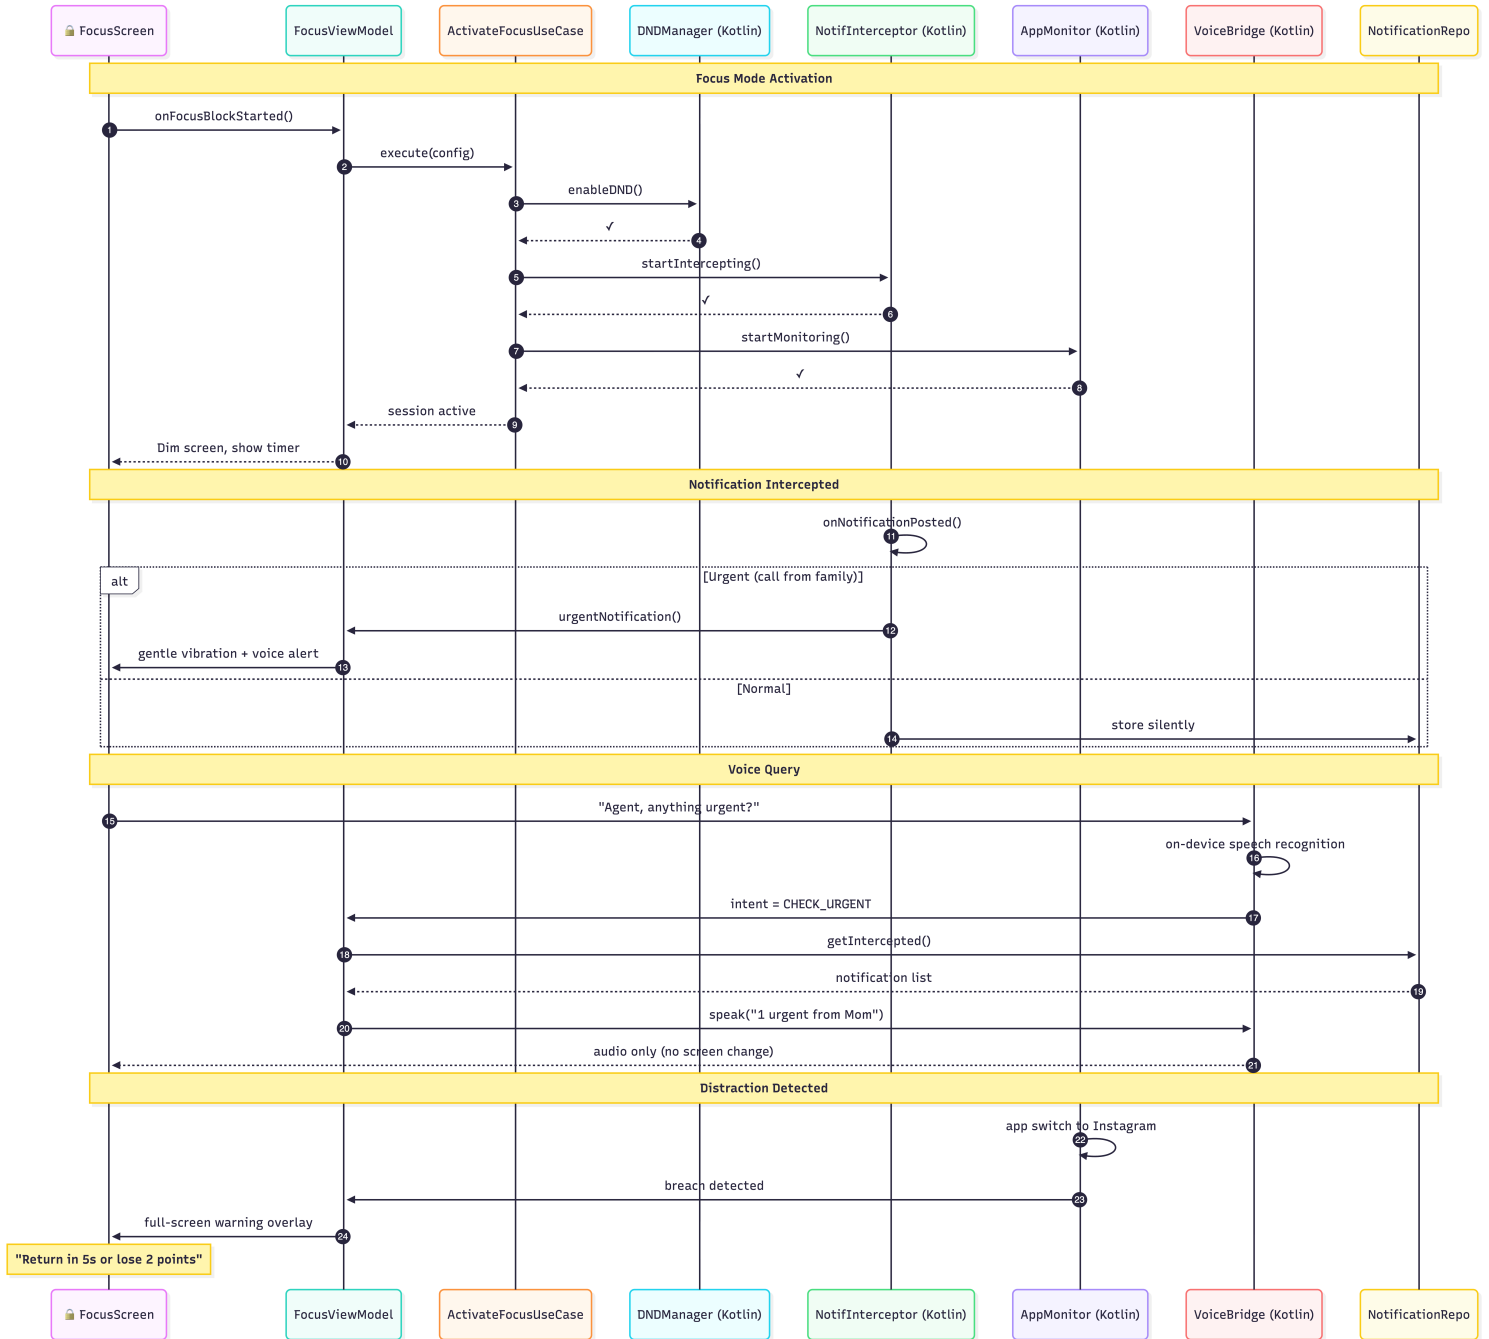 🔒 FocusScreen
FocusViewModel
ActivateFocusUseCase
DNDManager (Kotlin)
NotifInterceptor (Kotlin)
AppMonitor (Kotlin)
VoiceBridge (Kotlin)
NotificationRepo
Focus Mode Activation
onFocusBlockStarted()
1
execute(config)
2
enableDND()
3
✓
4
startIntercepting()
5
✓
6
startMonitoring()
7
✓
8
session active
9
Dim screen, show timer
10
Notification Intercepted
onNotificationPosted()
11
alt
[Urgent (call from family)]
urgentNotification()
12
gentle vibration + voice alert
13
[Normal]
store silently
14
Voice Query
"Agent, anything urgent?"
15
on-device speech recognition
16
intent = CHECK_URGENT
17
getIntercepted()
18
notification list
19
speak("1 urgent from Mom")
20
audio only (no screen change)
21
Distraction Detected
app switch to Instagram
22
breach detected
23
full-screen warning overlay
24
"Return in 5s or lose 2 points"
🔒 FocusScreen
FocusViewModel
ActivateFocusUseCase
DNDManager (Kotlin)
NotifInterceptor (Kotlin)
AppMonitor (Kotlin)
VoiceBridge (Kotlin)
NotificationRepo